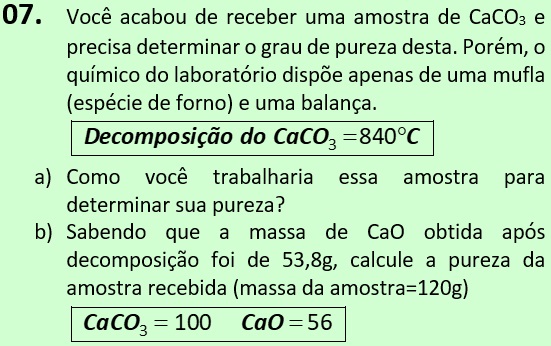 07. Você acabou de receber uma amostra de CaCO₃ e
precisa determinar o grau de pureza desta. Porém, o
químico do laboratório dispõe apenas de uma mufla
(espécie de forno) e uma balança.
Decomposição do CaCO₃ =840°C
a) Como você trabalharia essa amostra para
determinar sua pureza?
b) Sabendo que a massa de CaO obtida após
decomposição foi de 53,8g, calcule a pureza da
amostra recebida (massa da amostra=120g)
CaCO₃ = 100 CaO = 56